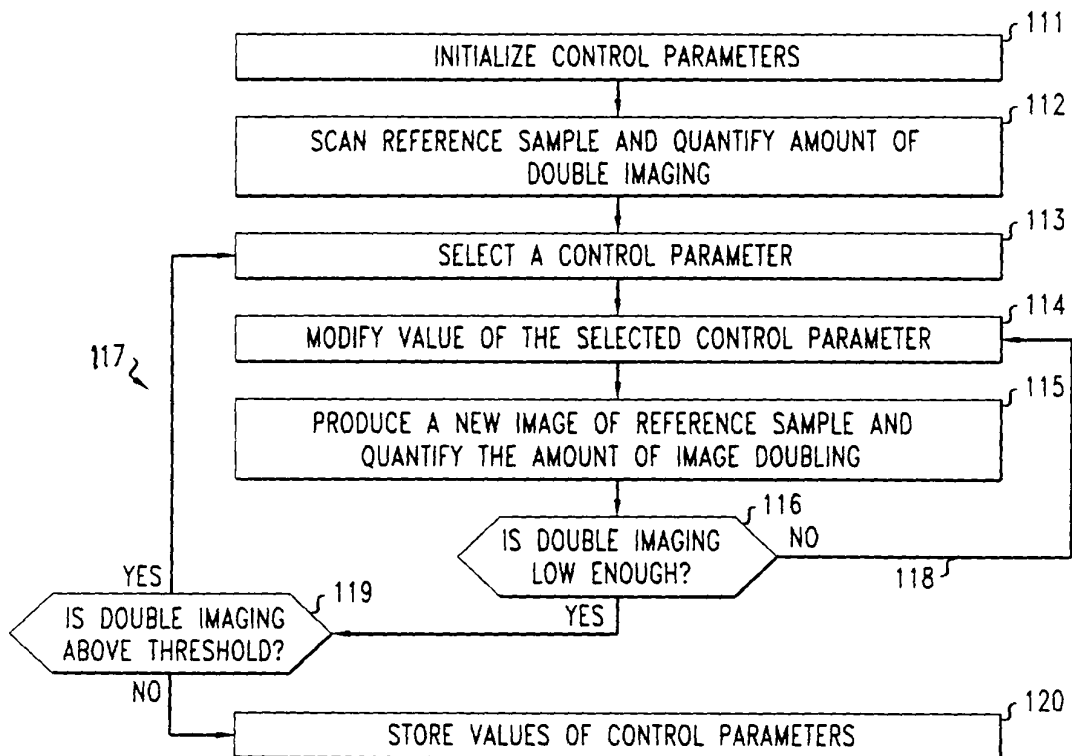 111
INITIALIZE CONTROL PARAMETERS
112
SCAN REFERENCE SAMPLE AND QUANTIFY AMOUNT OF
DOUBLE IMAGING
113
SELECT A CONTROL PARAMETER
114
MODIFY VALUE OF THE SELECTED CONTROL PARAMETER
117
115
PRODUCE A NEW IMAGE OF REFERENCE SAMPLE AND
QUANTIFY THE AMOUNT OF IMAGE DOUBLING
116
IS DOUBLE IMAGING
LOW ENOUGH?
NO
118
YES
YES
119
IS DOUBLE IMAGING
ABOVE THRESHOLD?
NO
120
STORE VALUES OF CONTROL PARAMETERS